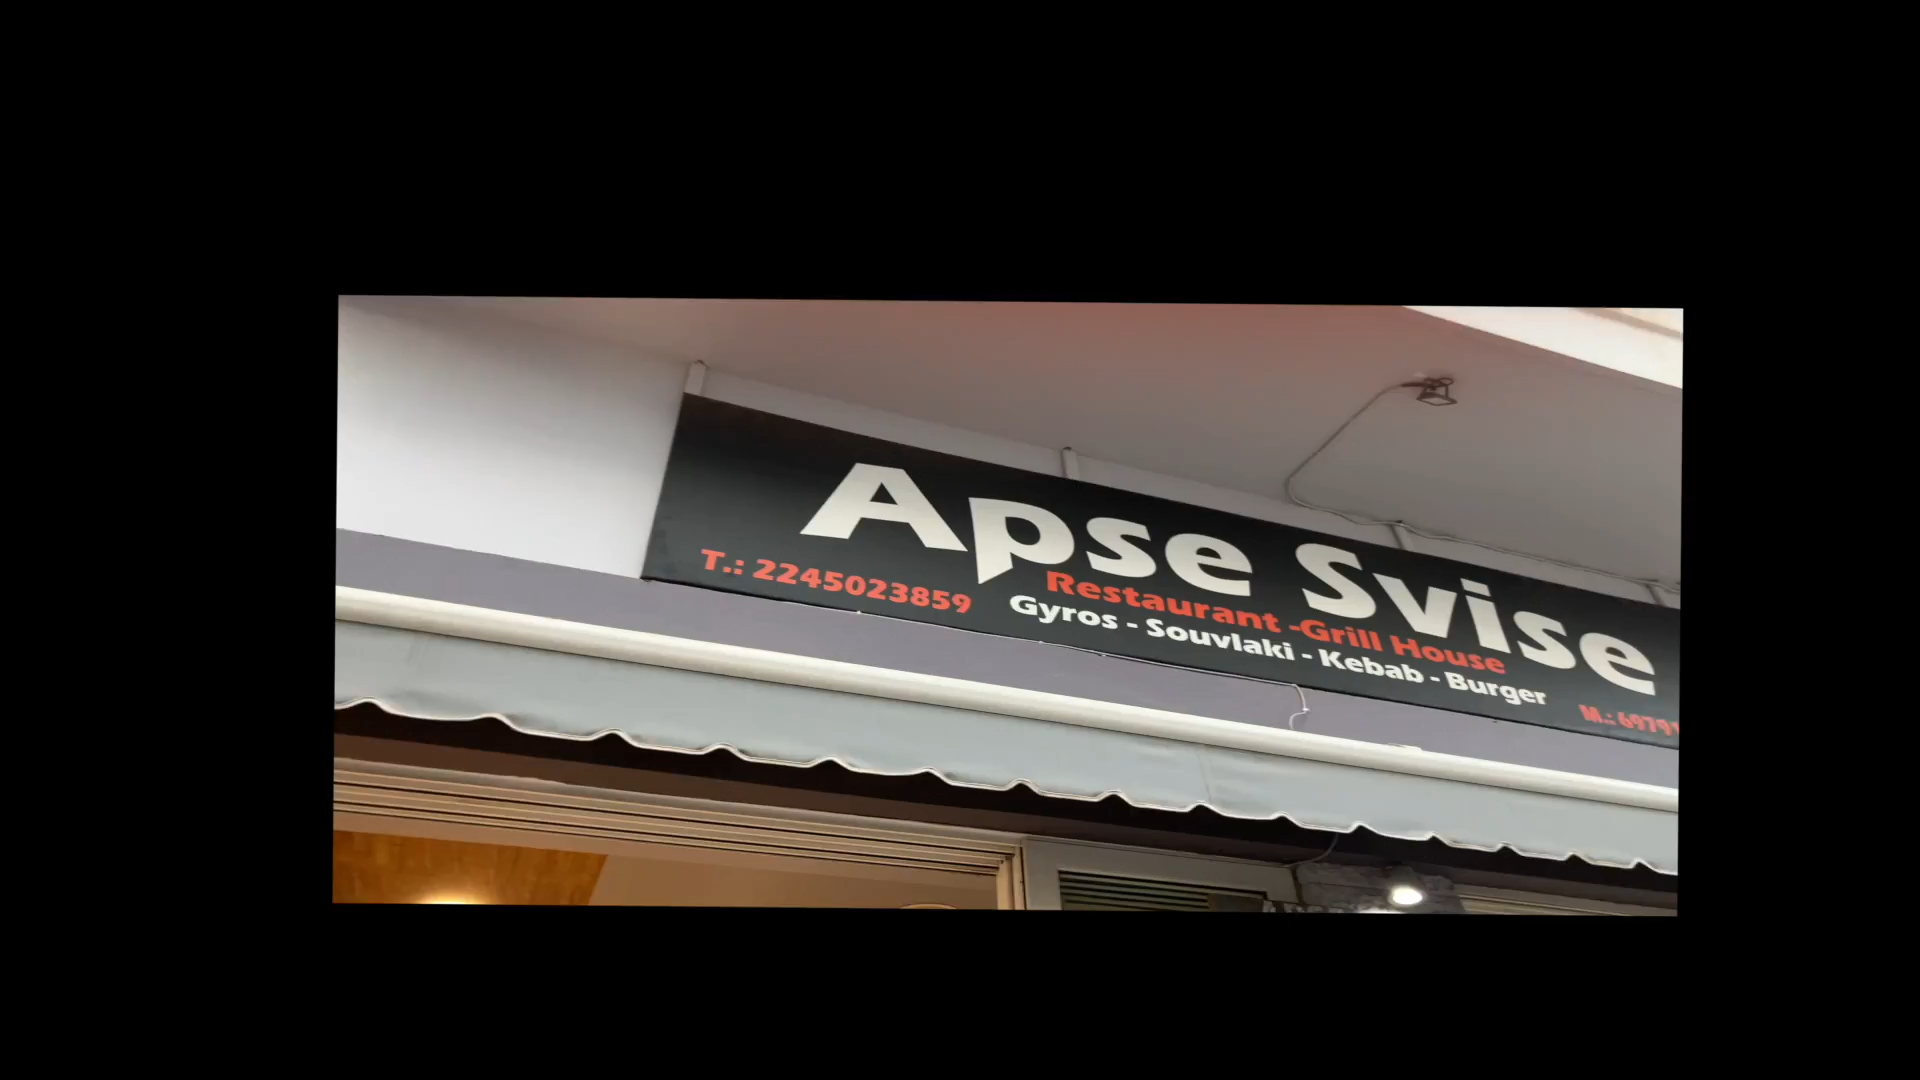 Apse Svise
T.: 2245023859
Restaurant -Grill House
Gyros - Souvlaki - Kebab - Burger
M.: